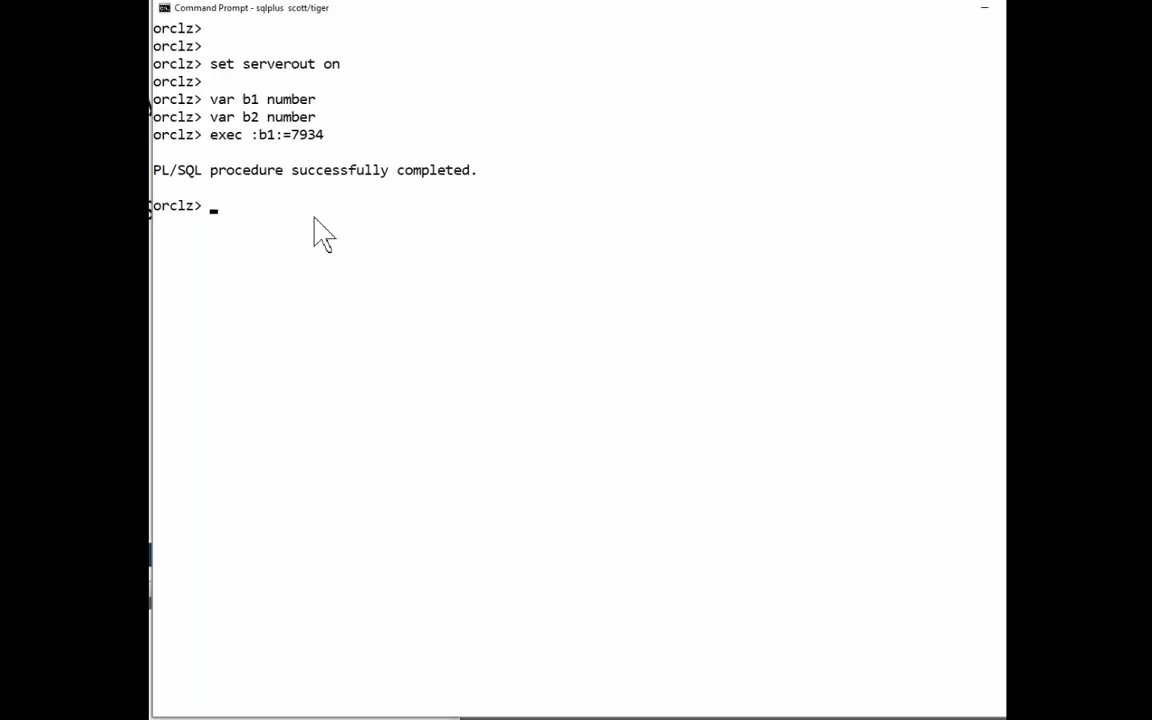 Command Prompt - sqlplus scott/tiger
orclz>
orclz>
orclz> set serverout on
orclz>
orclz> var b1 number
orclz> var b2 number
orclz> exec :b1:=7934
PL/SQL procedure successfully completed.
orclz>